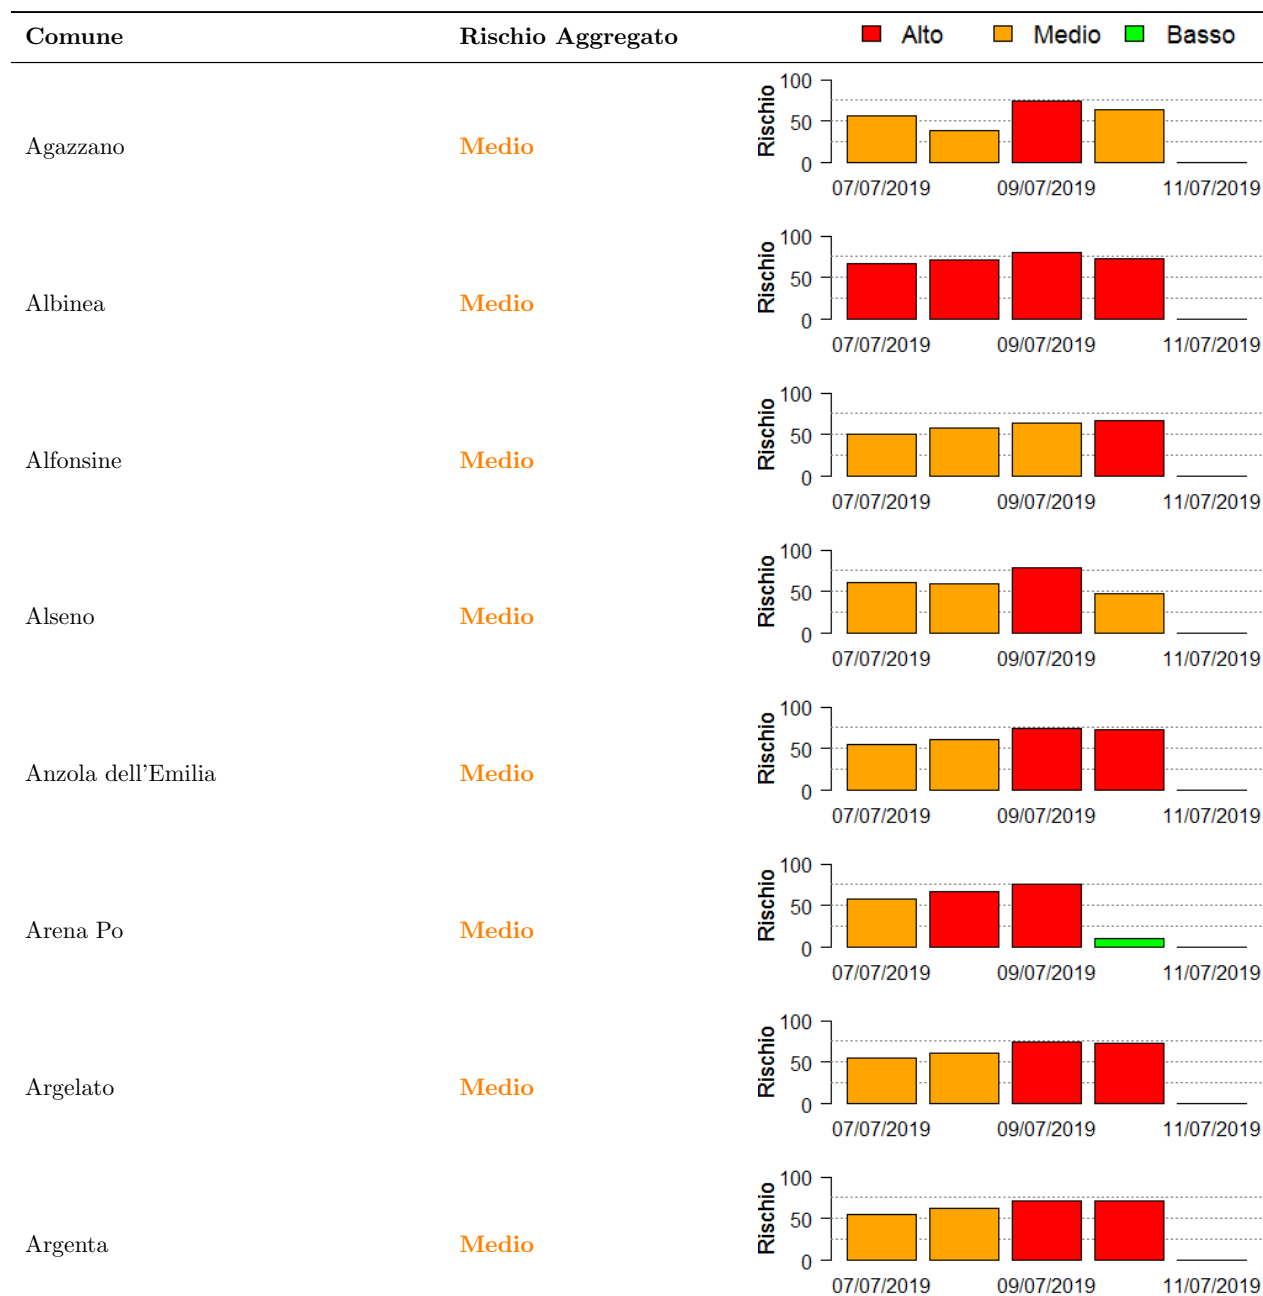 Comune Rischio Aggregato Alto Medio Basso
Agazzano Medio Rischio 100 50 0
07/07/2019 09/07/2019 11/07/2019
Albinea Medio Rischio 100 50 0
07/07/2019 09/07/2019 11/07/2019
Alfonsine Medio Rischio 100 50 0
07/07/2019 09/07/2019 11/07/2019
Alseno Medio Rischio 100 50 0
07/07/2019 09/07/2019 11/07/2019
Anzola dell'Emilia Medio Rischio 100 50 0
07/07/2019 09/07/2019 11/07/2019
Arena Po Medio Rischio 100 50 0
07/07/2019 09/07/2019 11/07/2019
Argelato Medio Rischio 100 50 0
07/07/2019 09/07/2019 11/07/2019
Argenta Medio Rischio 100 50 0
07/07/2019 09/07/2019 11/07/2019